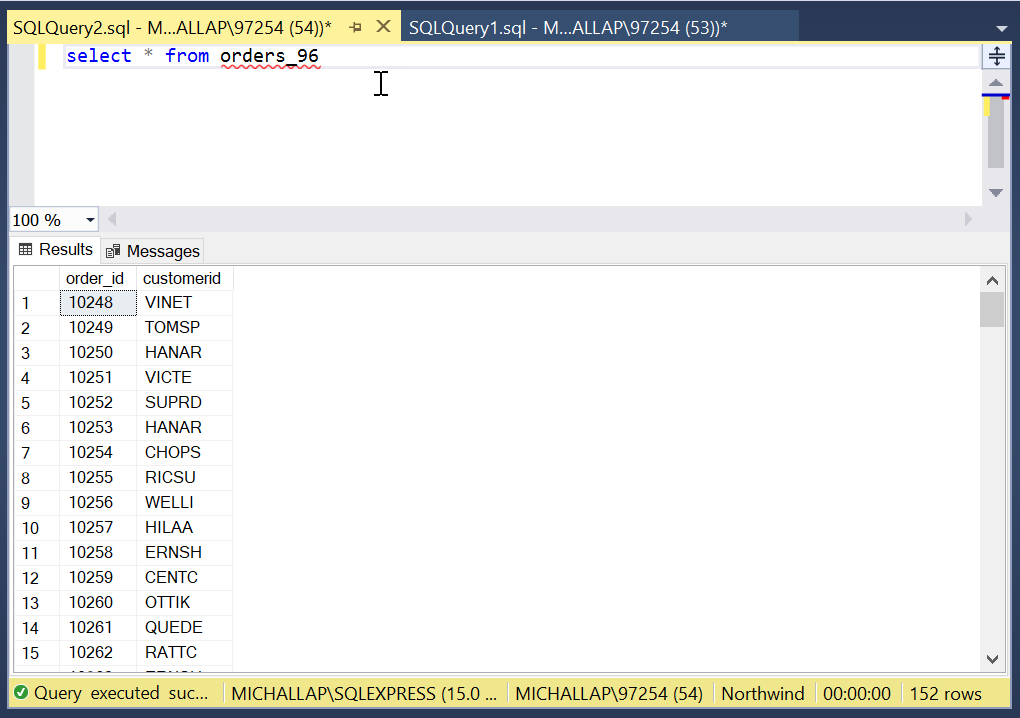 SQLQuery2.sql - M...ALLAP\97254 (54))* SQLQuery1.sql - M...ALLAP\97254 (53))*
select * from orders_96
100 %
Results Messages
order_id customerid
1 10248 VINET
2 10249 TOMSP
3 10250 HANAR
4 10251 VICTE
5 10252 SUPRD
6 10253 HANAR
7 10254 CHOPS
8 10255 RICSU
9 10256 WELLI
10 10257 HILAA
11 10258 ERNSH
12 10259 CENTC
13 10260 OTTIK
14 10261 QUEDE
15 10262 RATTC
Query executed suc... MICHALLAP\SQLEXPRESS (15.0 ... MICHALLAP\97254 (54) Northwind 00:00:00 152 rows